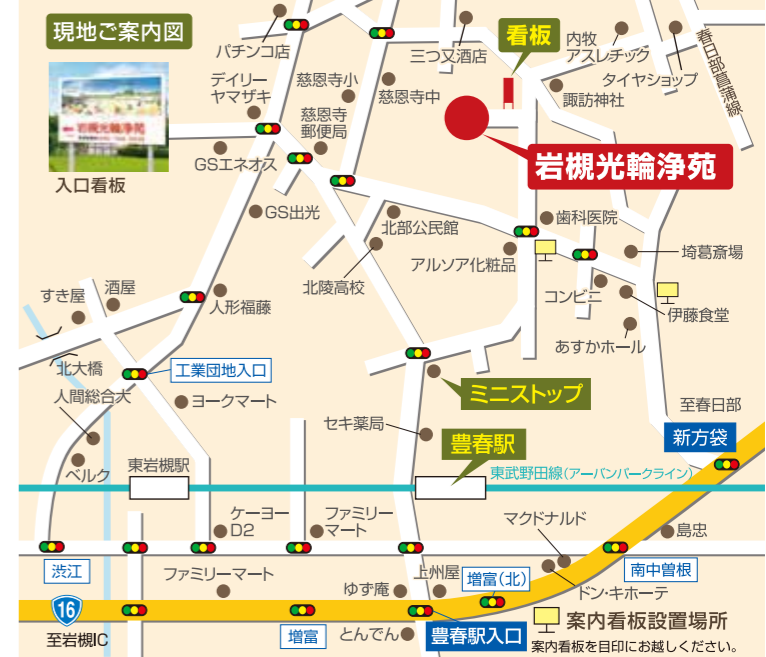 現地ご案内図
パチンコ店
三つ又酒店
看板
内牧
アスレチック
タイヤショップ
春日部菖蒲線
デイリー
ヤマザキ
慈恩寺小
慈恩寺中
慈恩寺
郵便局
諏訪神社
岩槻光輪浄苑
入口看板
GSエネオス
岩槻光輪浄苑
GS出光
北部公民館
歯科医院
アルソア化粧品
埼葛斎場
北陵高校
コンビニ
伊藤食堂
あすかホール
すき屋
酒屋
人形福藤
北大橋
工業団地入口
人間総合大
ヨークマート
ミニストップ
至春日部
セキ薬局
新方袋
豊春駅
ベルク
東岩槻駅
東武野田線(アーバンパークライン)
ケーヨー
D2
ファミリー
マート
マクドナルド
島忠
渋江
ファミリーマート
上州屋
ゆず庵
増富(北)
南中曽根
ドン・キホーテ
16
至岩槻IC
増富
とんでん
豊春駅入口
案内看板設置場所
案内看板を目印にお越しください。